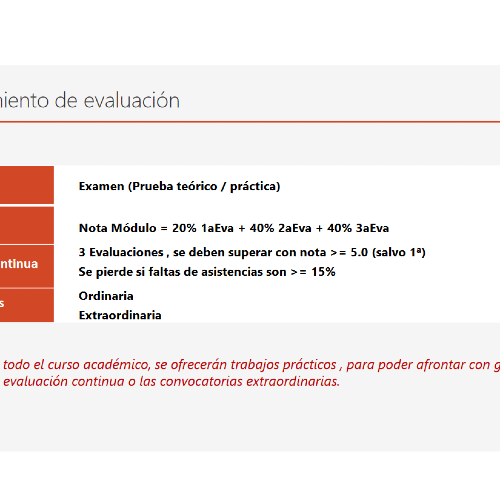 miento de evaluación
Examen (Prueba teórico / práctica)
Nota Módulo = 20% 1aEva + 40% 2aEva + 40% 3aEva
3 Evaluaciones , se deben superar con nota >= 5.0 (salvo 1ª)
ntinua
Se pierde si faltas de asistencias son >= 15%
Ordinaria
s
Extraordinaria
todo el curso académico, se ofrecerán trabajos prácticos , para poder afrontar con g
evaluación continua o las convocatorias extraordinarias.